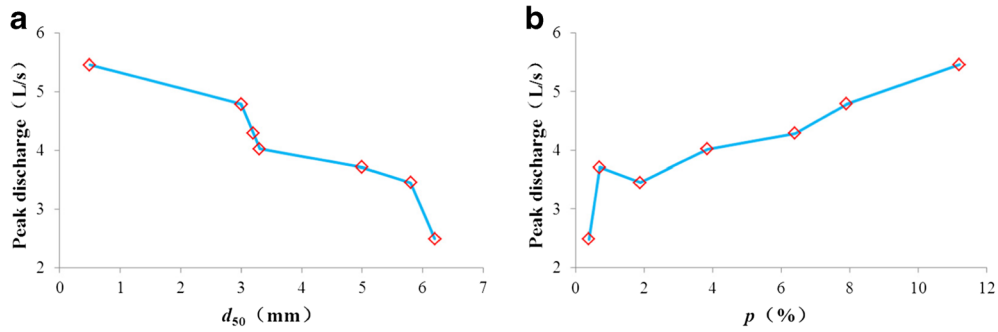 a
6
5
4
3
2
Peak discharge（L/s）
0 1 2 3 4 5 6 7
d50（mm）
b
6
5
4
3
2
Peak discharge（L/s）
0 2 4 6 8 10 12
p（%）